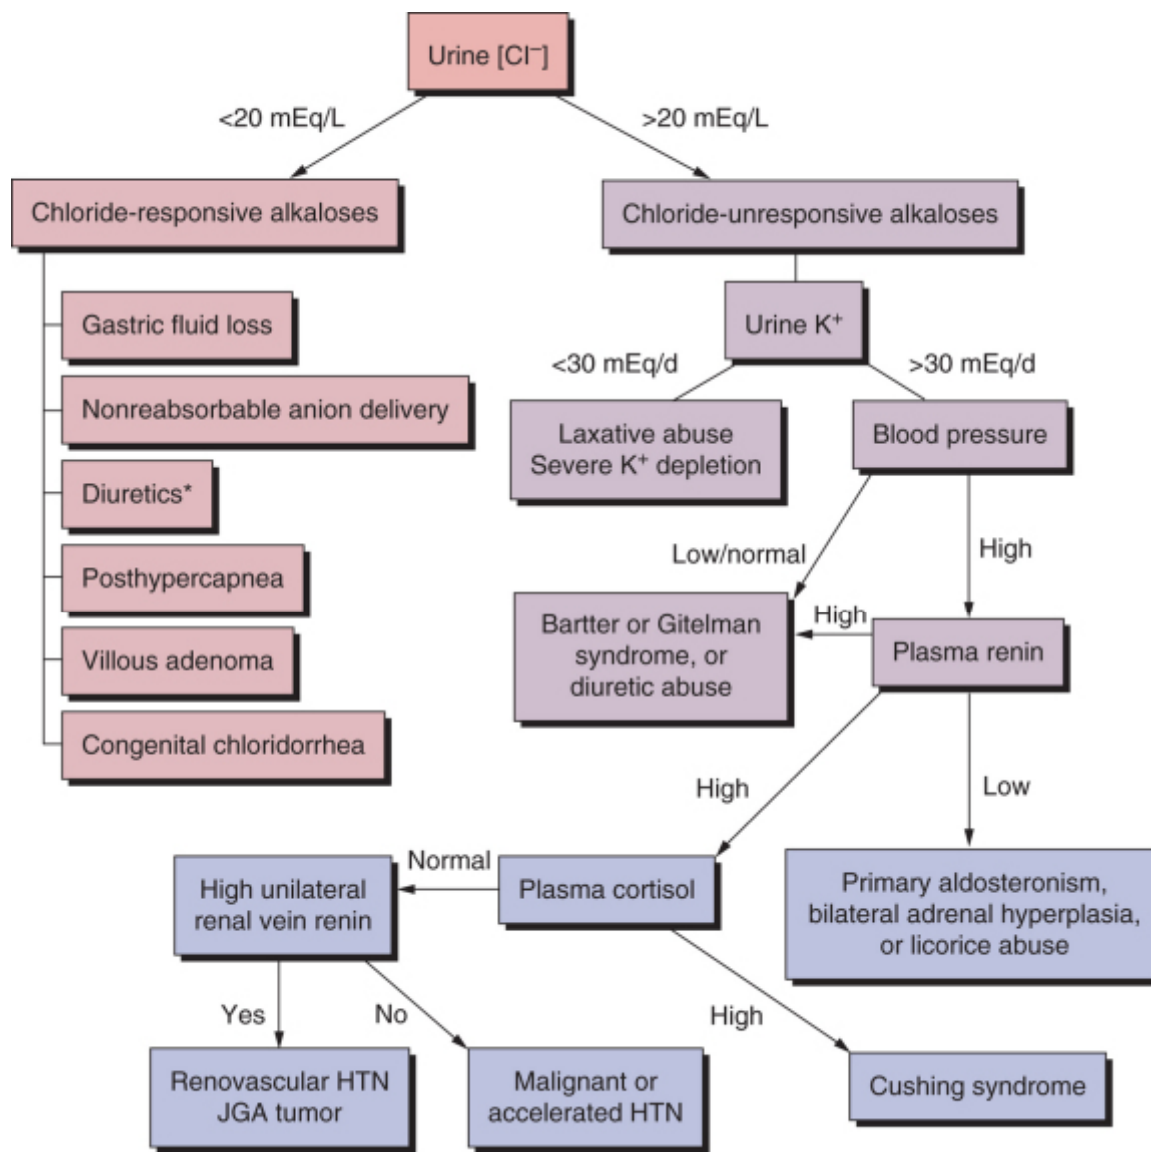 Urine [Cl⁻]
<20 mEq/L
>20 mEq/L
Chloride-responsive alkaloses
Chloride-unresponsive alkaloses
Gastric fluid loss
Nonreabsorbable anion delivery
Diuretics*
Posthypercapnea
Villous adenoma
Congenital chloridorrhea
Urine K⁺
<30 mEq/d
>30 mEq/d
Laxative abuse
Severe K⁺ depletion
Blood pressure
Low/normal
High
Bartter or Gitelman
syndrome, or
diuretic abuse
High
Plasma renin
High
Low
Normal
High unilateral
renal vein renin
Plasma cortisol
Primary aldosteronism,
bilateral adrenal hyperplasia,
or licorice abuse
Yes
No
High
Renovascular HTN
JGA tumor
Malignant or
accelerated HTN
Cushing syndrome